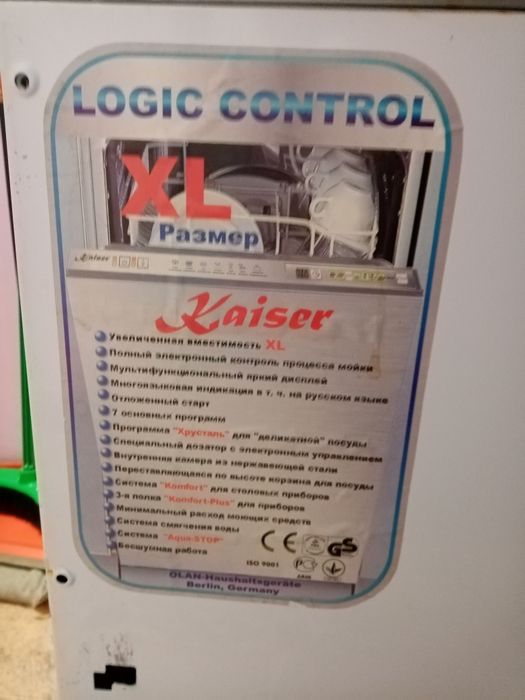 LOGIC CONTROL
XL
Размер
Kaiser
Kaiser
Увеличенная вместимость XL
Полный электронный контроль процесса мойки
Мультифункциональный яркий дисплей
Многоязыковая индикация в т. ч. на русском языке
Отложенный старт
7 основных программ
Программа "Хрусталь" для "деликатной" посуды
Специальный дозатор с электронным управлением
Внутренняя камера из нержавеющей стали
Переставляющаяся по высоте корзина для посуды
Система "Komfort" для столовых приборов
3-я полка "Komfort-Plus" для приборов
Минимальный расход моющих средств
Система смягчения воды
Система "Aqua-STOP"
Бесшумная работа
CE
GS
ISO 9001
OLAN-Haushaltsgeräte
Berlin, Germany